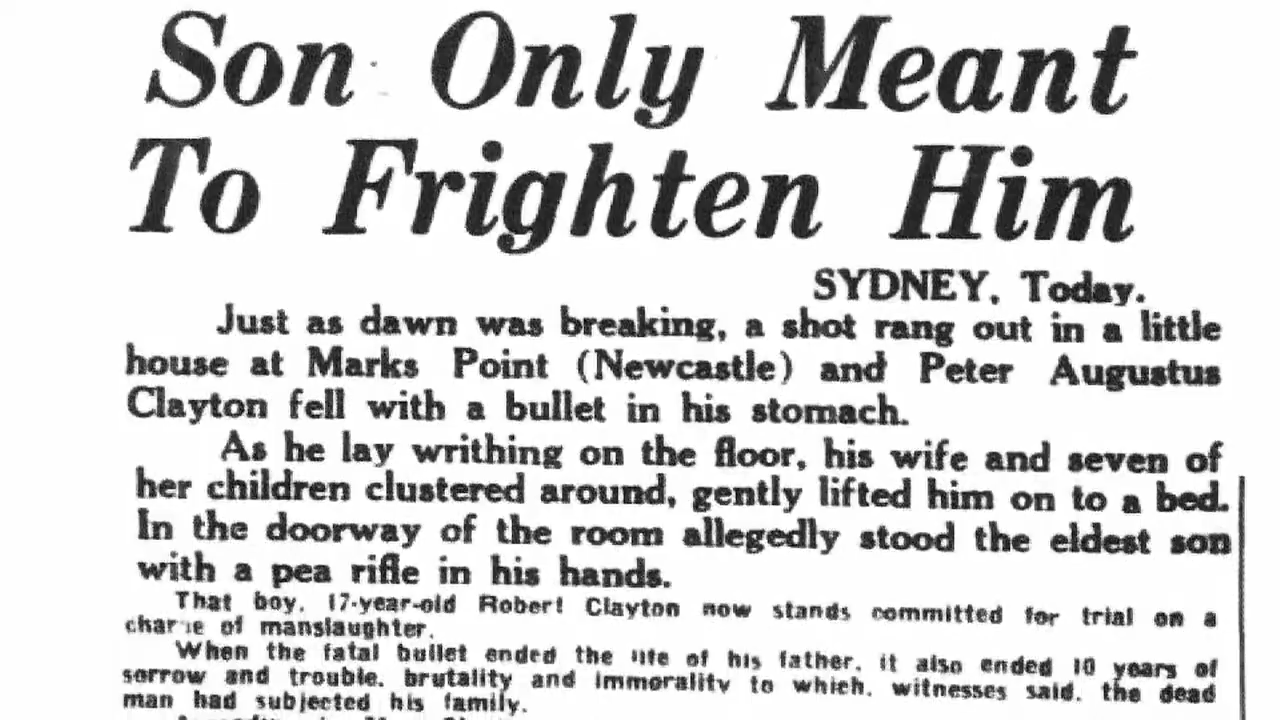 Son Only Meant
To Frighten Him
SYDNEY, Today.
Just as dawn was breaking, a shot rang out in a little
house at Marks Point (Newcastle) and Peter Augustus
Clayton fell with a bullet in his stomach.
As he lay writhing on the floor, his wife and seven of
her children clustered around, gently lifted him on to a bed.
In the doorway of the room allegedly stood the eldest son
with a pea rifle in his hands.
That boy, 17-year-old Robert Clayton now stands committed for trial on a
charge of manslaughter.
When the fatal bullet ended the life of his father, it also ended 10 years of
sorrow and trouble, brutality and immorality to which, witnesses said, the dead
man had subjected his family.